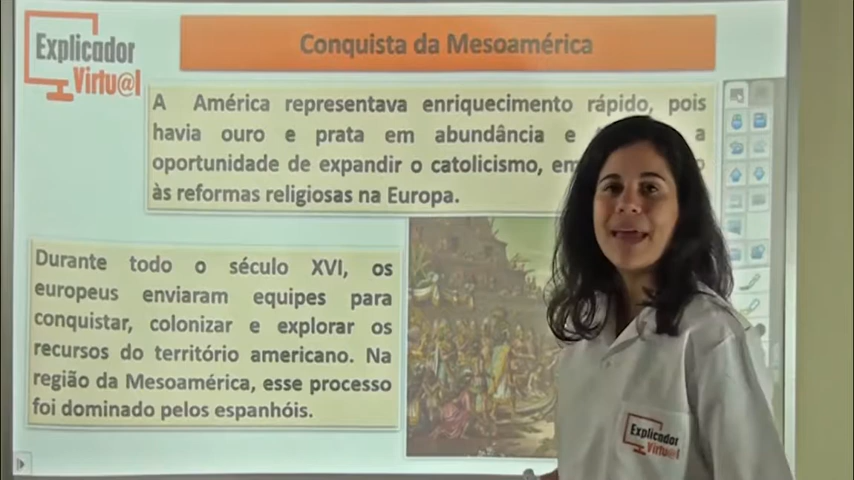 Explicador
Virtu@l
Conquista da Mesoamérica
A América representava enriquecimento rápido, pois
havia ouro e prata em abundância e a
oportunidade de expandir o catolicismo,
às reformas religiosas na Europa.
Durante todo o século XVI, os
europeus enviaram equipes para
conquistar, colonizar e explorar os
recursos do território americano. Na
região da Mesoamérica, esse processo
foi dominado pelos espanhóis.
Explicador
Virtu@l